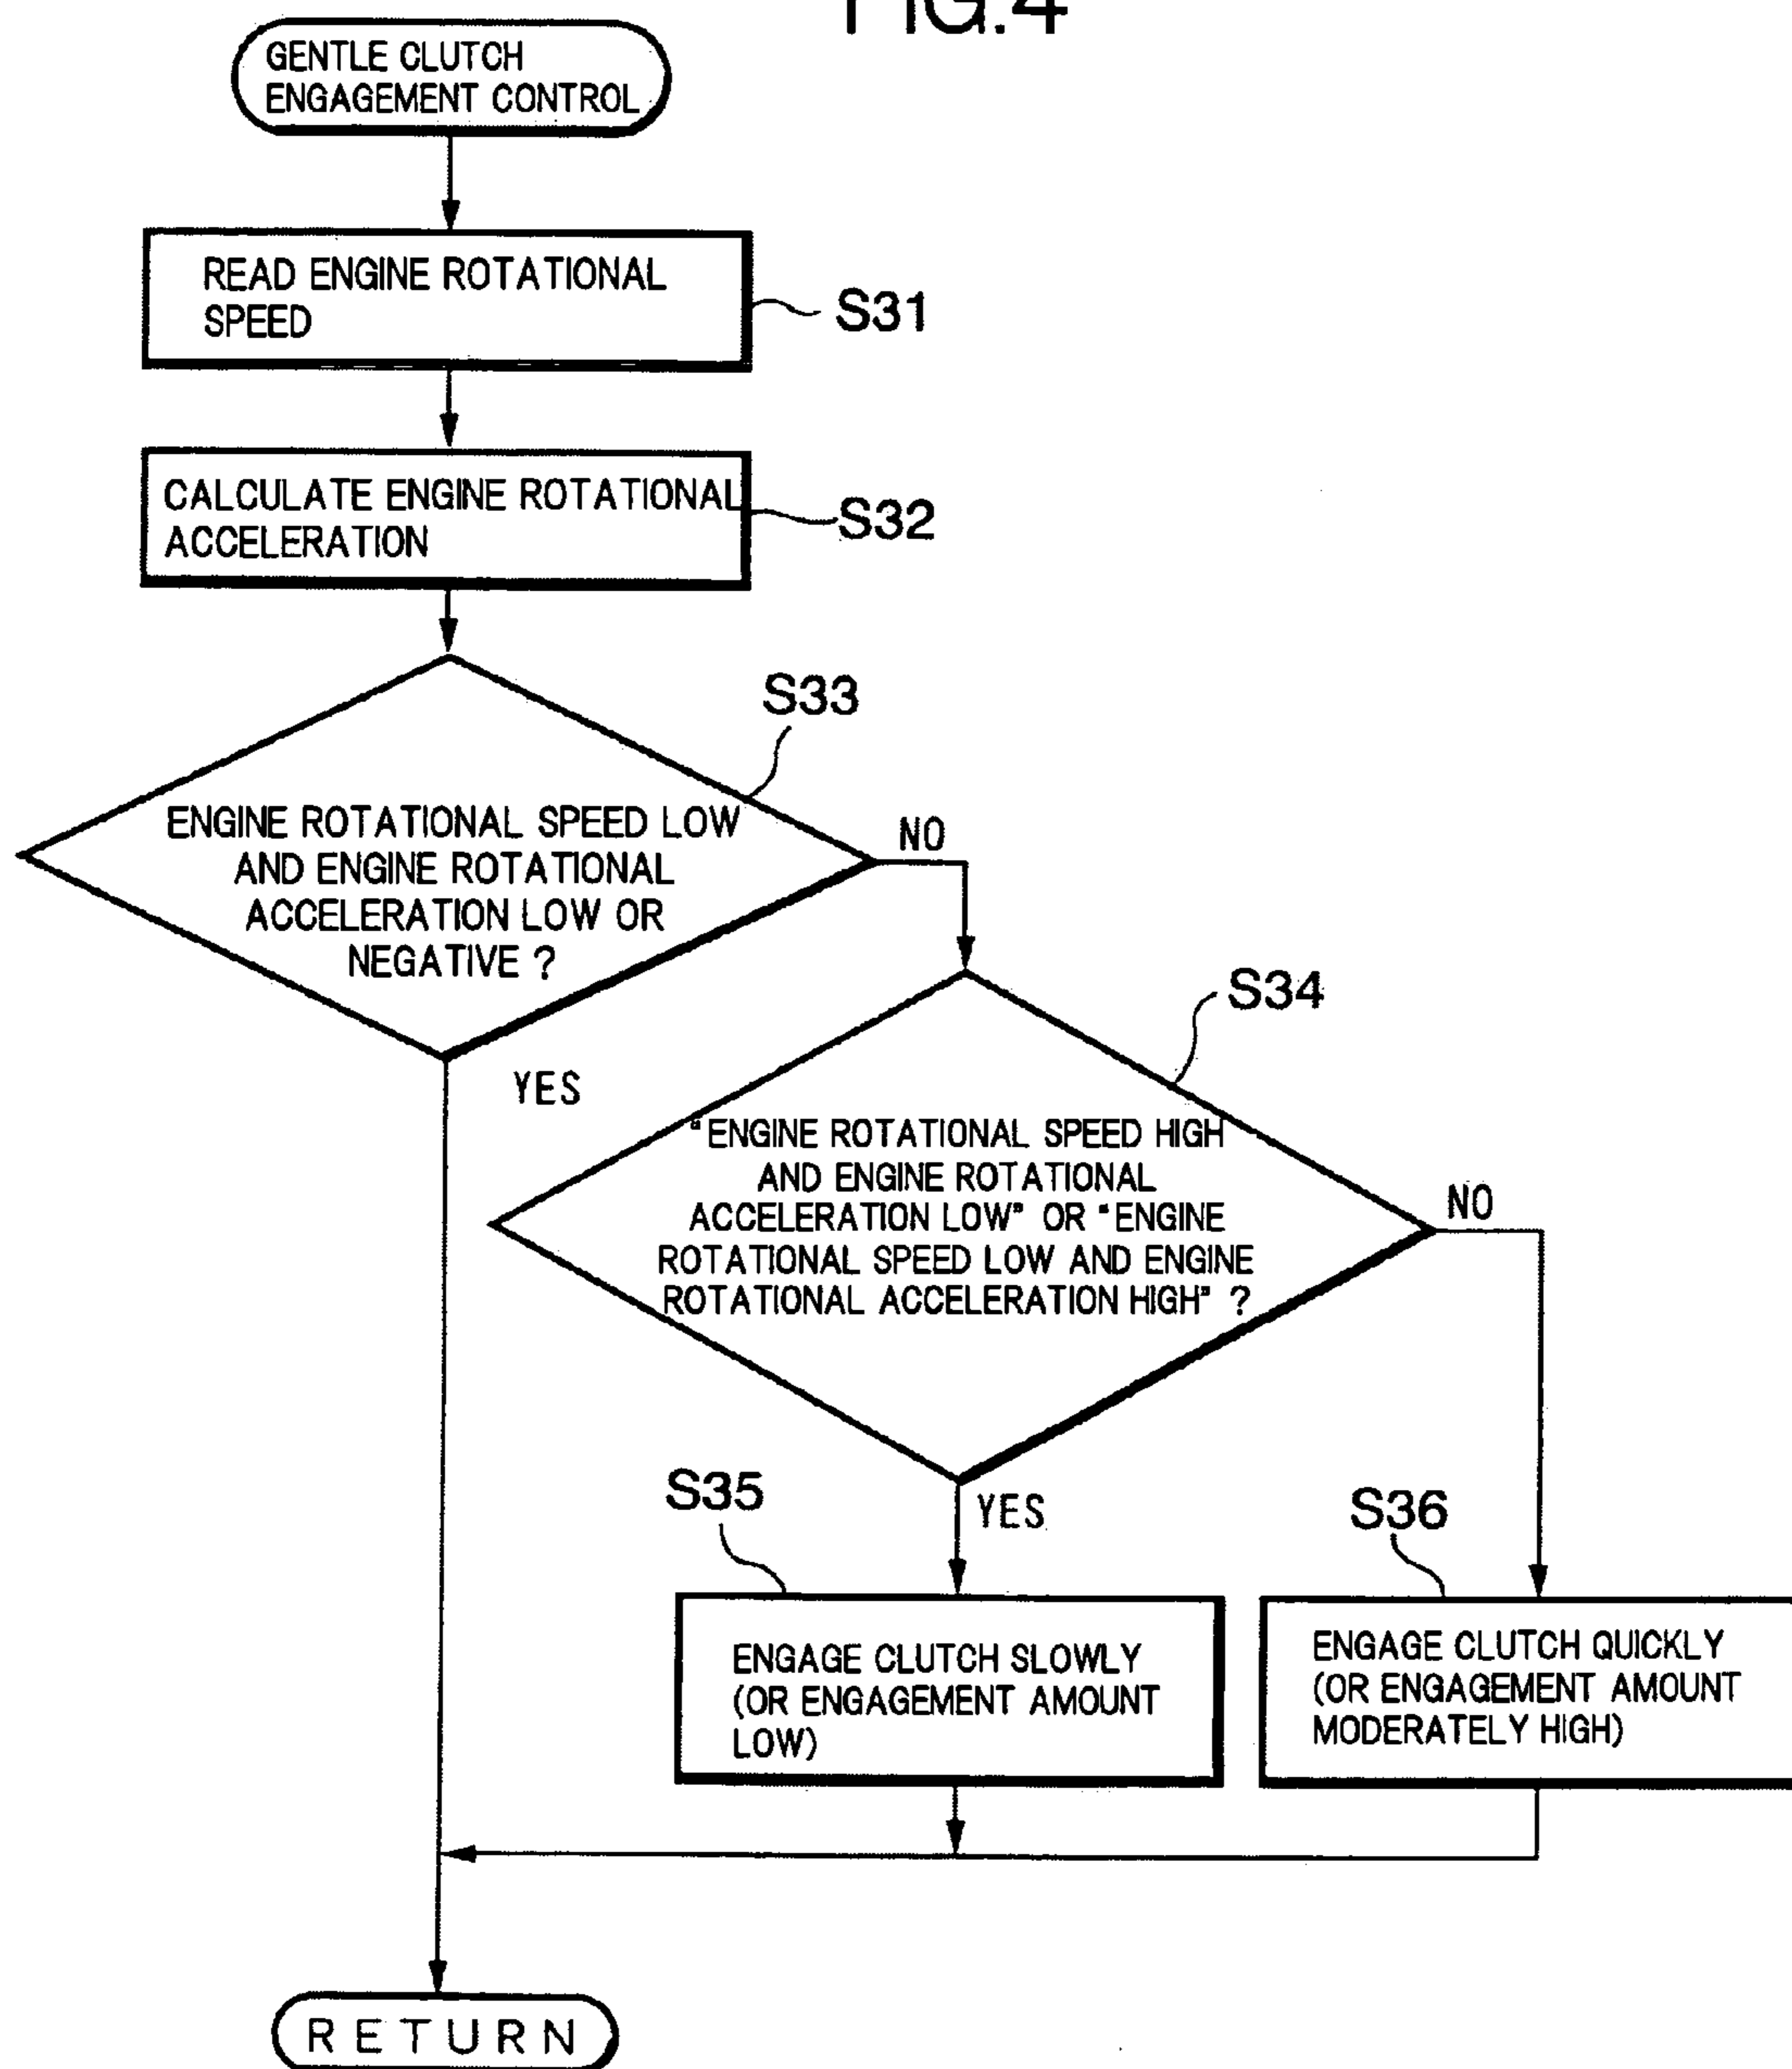 FIG.4
GENTLE CLUTCH
ENGAGEMENT CONTROL
READ ENGINE ROTATIONAL
SPEED
S31
CALCULATE ENGINE ROTATIONAL
ACCELERATION
S32
S33
ENGINE ROTATIONAL SPEED LOW
AND ENGINE ROTATIONAL
ACCELERATION LOW OR
NEGATIVE ?
NO
YES
S34
"ENGINE ROTATIONAL SPEED HIGH
AND ENGINE ROTATIONAL
ACCELERATION LOW" OR "ENGINE
ROTATIONAL SPEED LOW AND ENGINE
ROTATIONAL ACCELERATION HIGH" ?
NO
YES
S35
ENGAGE CLUTCH SLOWLY
(OR ENGAGEMENT AMOUNT
LOW)
S36
ENGAGE CLUTCH QUICKLY
(OR ENGAGEMENT AMOUNT
MODERATELY HIGH)
RETURN